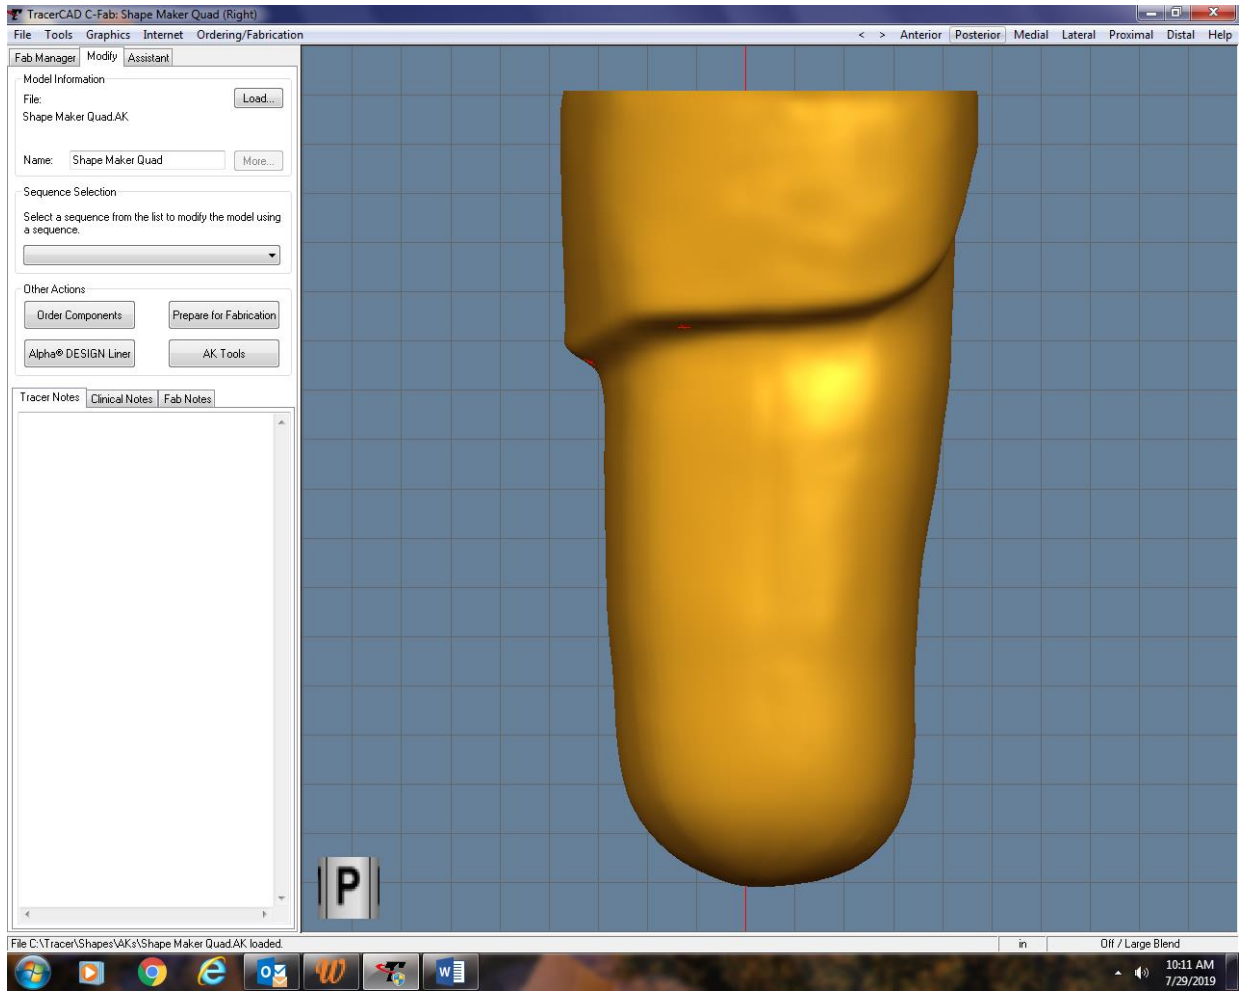 TracerCAD C-Fab: Shape Maker Quad (Right)
File Tools Graphics Internet Ordering/Fabrication < > Anterior Posterior Medial Lateral Proximal Distal Help
Fab Manager Modify Assistant
Model Information
File: Load...
Shape Maker Quad.AK
Name: Shape Maker Quad More...
Sequence Selection
Select a sequence from the list to modify the model using
a sequence.
Other Actions
Order Components Prepare for Fabrication
Alpha® DESIGN Liner AK Tools
Tracer Notes Clinical Notes Fab Notes
P
File C:\Tracer\Shapes\AKs\Shape Maker Quad.AK loaded. in Off / Large Blend
10:11 AM
7/29/2019